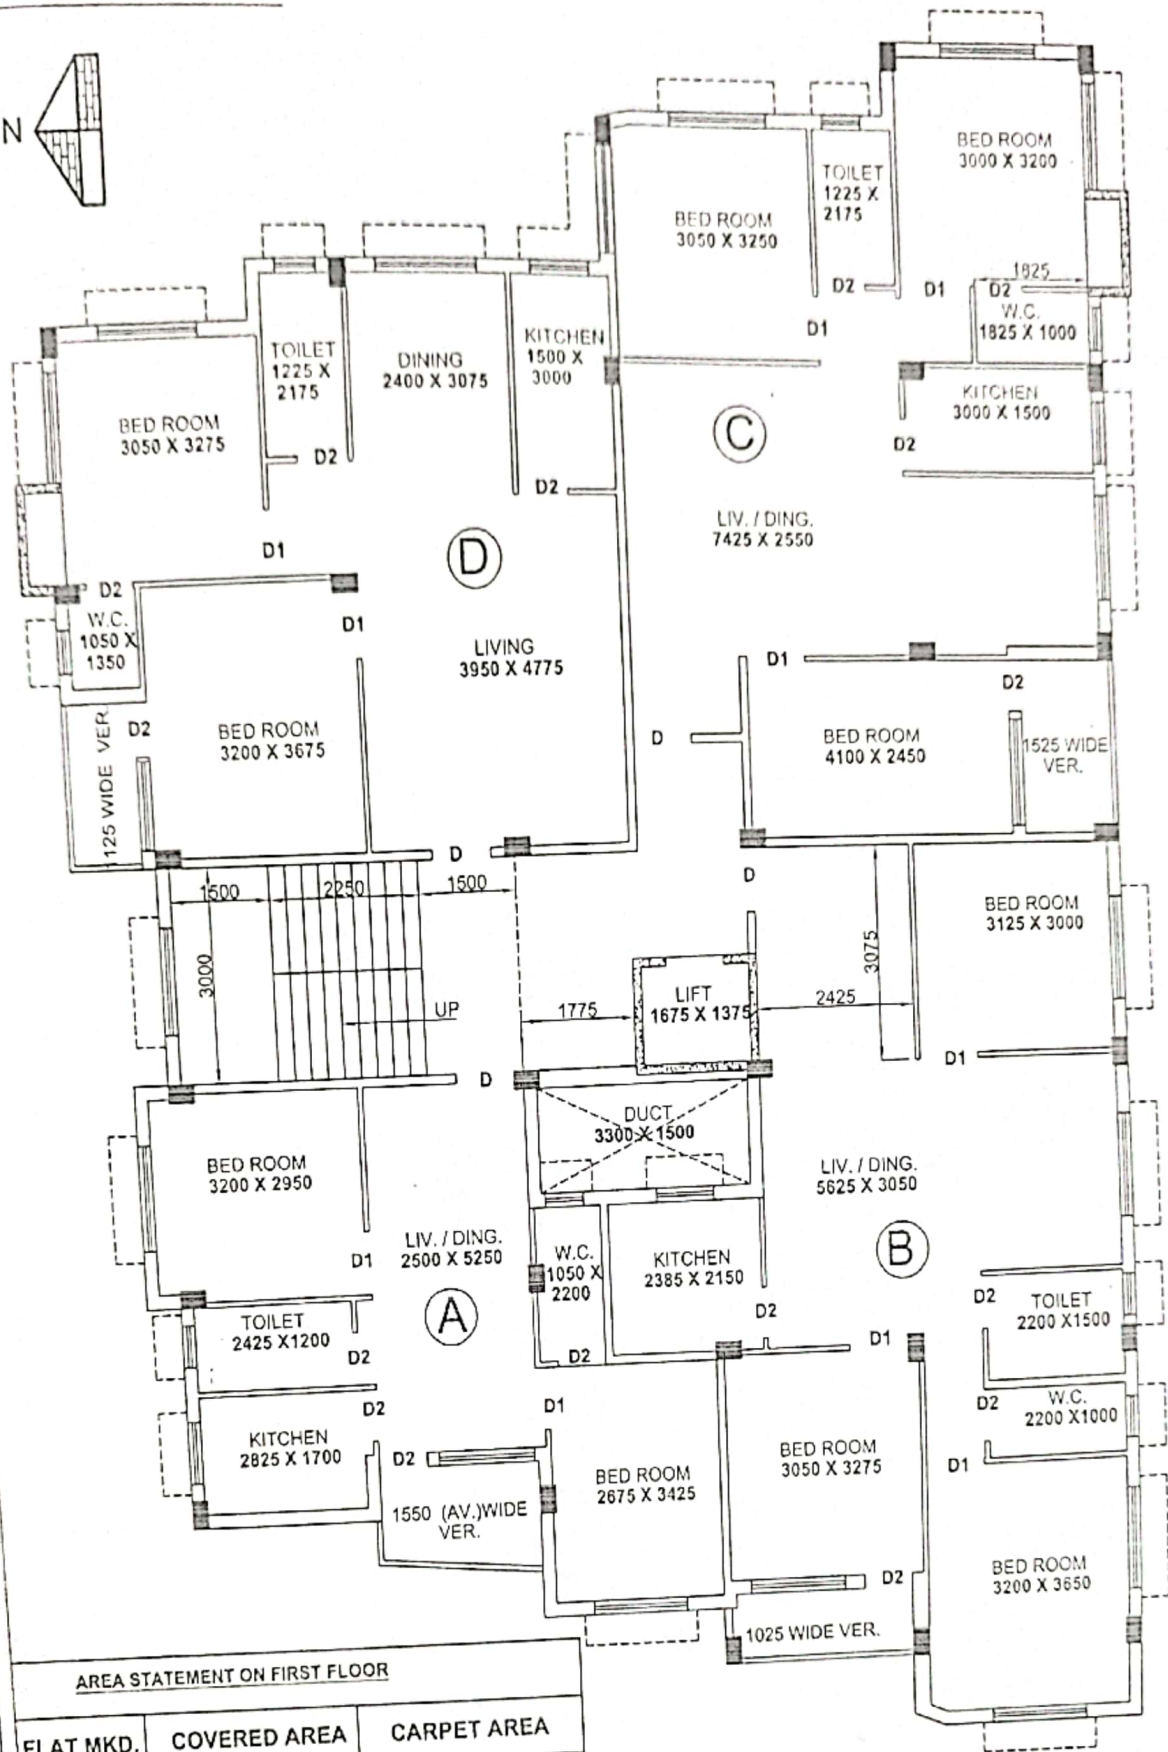 N
BED ROOM
3000 X 3200
TOILET
1225 X
2175
BED ROOM
3050 X 3250
D2
D1
D2
1825
W.C.
1825 X 1000
D1
KITCHEN
3000 X 1500
C
D2
LIV. / DING.
7425 X 2550
D1
D2
D
BED ROOM
4100 X 2450
1525 WIDE
VER.
TOILET
1225 X
2175
DINING
2400 X 3075
KITCHEN
1500 X
3000
BED ROOM
3050 X 3275
D2
D2
D1
D
D2
W.C.
1050 X
1350
D1
LIVING
3950 X 4775
D2
BED ROOM
3200 X 3675
1125 WIDE VER.
D
1500
2250
1500
3000
UP
D
1775
LIFT
1675 X 1375
D
3075
2425
BED ROOM
3125 X 3000
D1
DUCT
3300 X 1500
LIV. / DING.
5625 X 3050
B
KITCHEN
2385 X 2150
D2
D1
D2
TOILET
2200 X1500
D2
W.C.
2200 X1000
D1
BED ROOM
3050 X 3275
D2
BED ROOM
3200 X 3650
1025 WIDE VER.
BED ROOM
3200 X 2950
D1
LIV. / DING.
2500 X 5250
A
W.C.
1050 X
2200
D2
TOILET
2425 X1200
D2
D2
KITCHEN
2825 X 1700
D2
D1
1550 (AV.)WIDE
VER.
BED ROOM
2675 X 3425
AREA STATEMENT ON FIRST FLOOR
FLAT MKD. COVERED AREA CARPET AREA